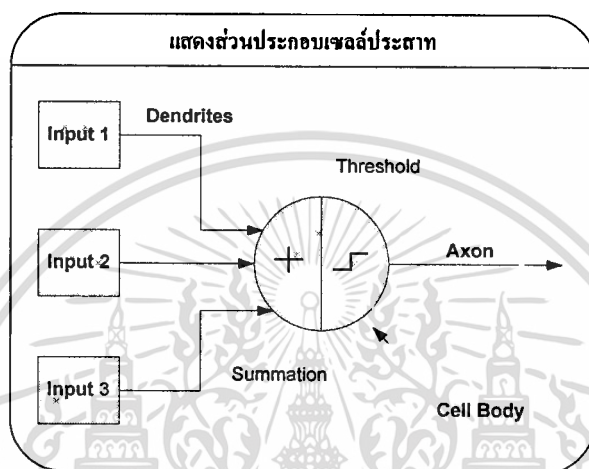 แสดงส่วนประกอบเซลล์ประสาท
Dendrites
Input 1
Threshold
Input 2
Axon
Summation
Input 3
Cell Body